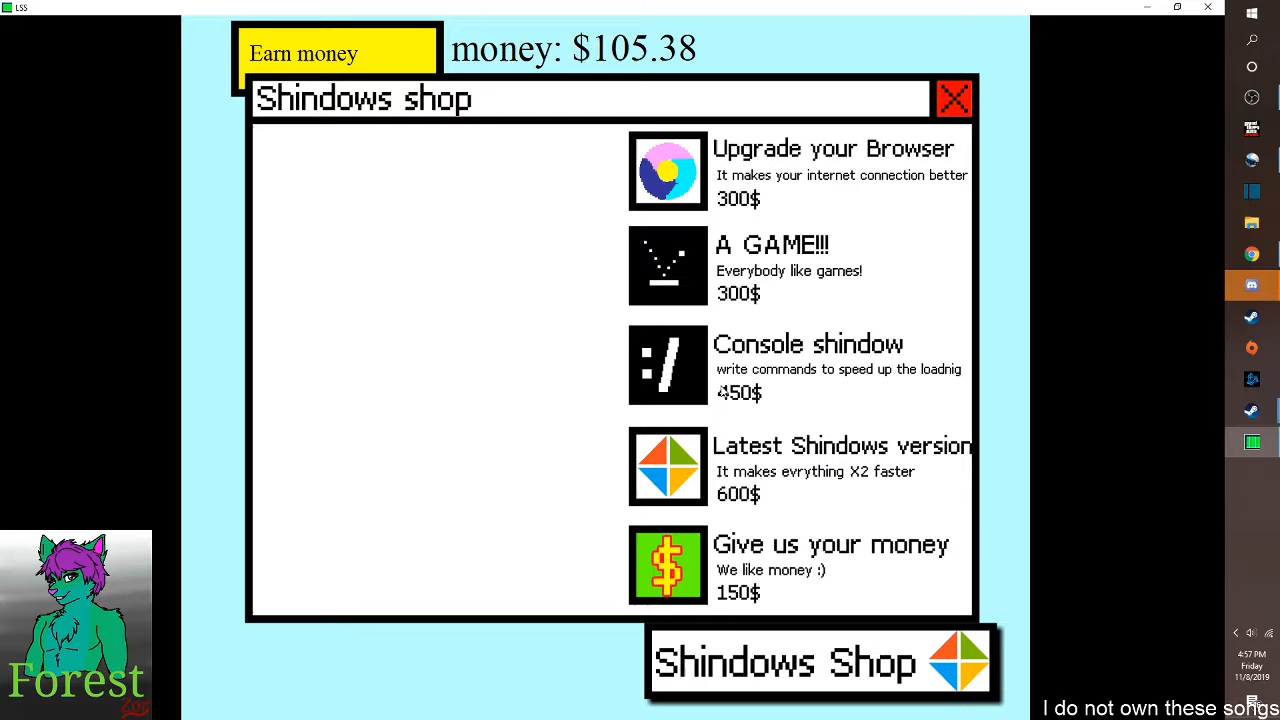 LSS
Earn money
money: $105.38
Shindows shop
Upgrade your Browser
It makes your internet connection better
300$
A GAME!!!
Everybody like games!
300$
:/
Console shindow
write commands to speed up the loadnig
450$
Latest Shindows version
It makes evrything X2 faster
600$
$
Give us your money
We like money :)
150$
Shindows Shop
Forest
4:57 PM
Friday
11/8/2019
I do not own these songs